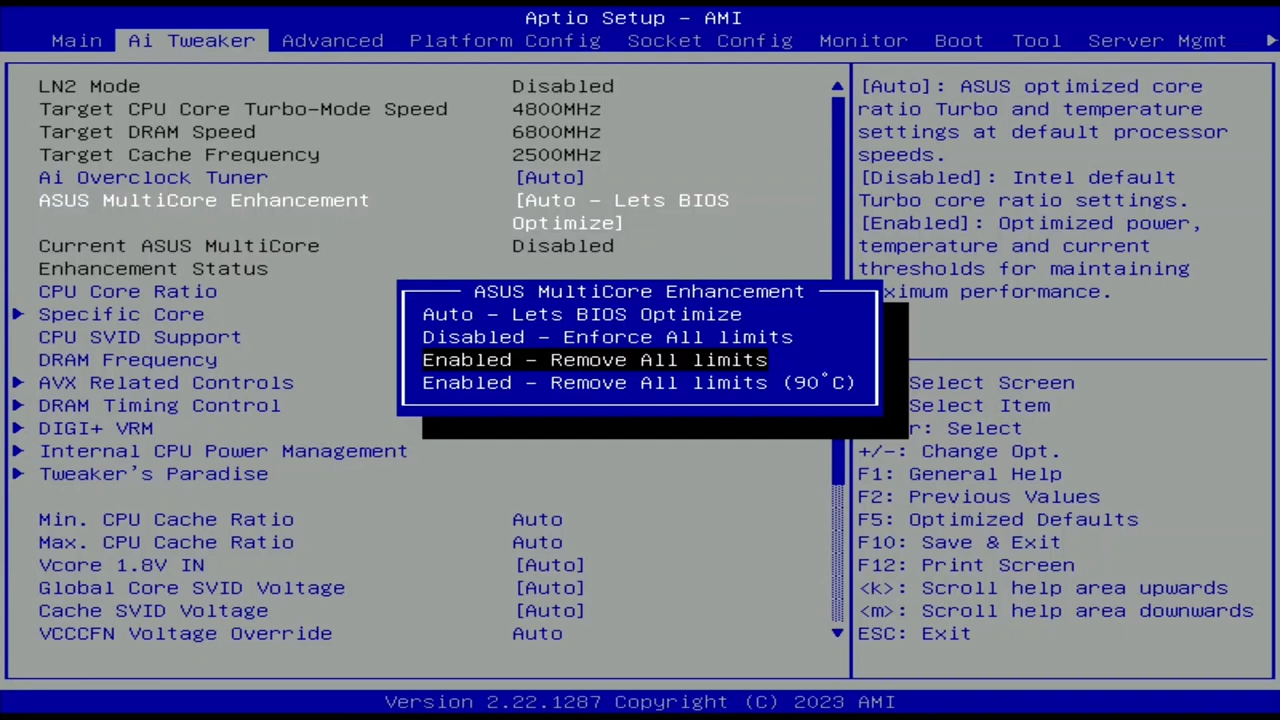 Aptio Setup - AMI
Main Ai Tweaker Advanced Platform Config Socket Config Monitor Boot Tool Server Mgmt
LN2 Mode Disabled
Target CPU Core Turbo-Mode Speed 4800MHz
Target DRAM Speed 6800MHz
Target Cache Frequency 2500MHz
Ai Overclock Tuner [Auto]
ASUS MultiCore Enhancement [Auto - Lets BIOS
Optimize]
Current ASUS MultiCore Disabled
Enhancement Status
CPU Core Ratio
Specific Core
CPU SVID Support
DRAM Frequency
AVX Related Controls
DRAM Timing Control
DIGI+ VRM
Internal CPU Power Management
Tweaker's Paradise
Min. CPU Cache Ratio Auto
Max. CPU Cache Ratio Auto
Vcore 1.8V IN [Auto]
Global Core SVID Voltage [Auto]
Cache SVID Voltage [Auto]
VCCCFN Voltage Override Auto
ASUS MultiCore Enhancement
Auto - Lets BIOS Optimize
Disabled - Enforce All limits
Enabled - Remove All limits
Enabled - Remove All limits (90°C)
[Auto]: ASUS optimized core
ratio Turbo and temperature
settings at default processor
speeds.
[Disabled]: Intel default
Turbo core ratio settings.
[Enabled]: Optimized power,
temperature and current
thresholds for maintaining
ximum performance.
Select Screen
Select Item
r: Select
+/-: Change Opt.
F1: General Help
F2: Previous Values
F5: Optimized Defaults
F10: Save & Exit
F12: Print Screen
<k>: Scroll help area upwards
<m>: Scroll help area downwards
ESC: Exit
Version 2.22.1287 Copyright (C) 2023 AMI